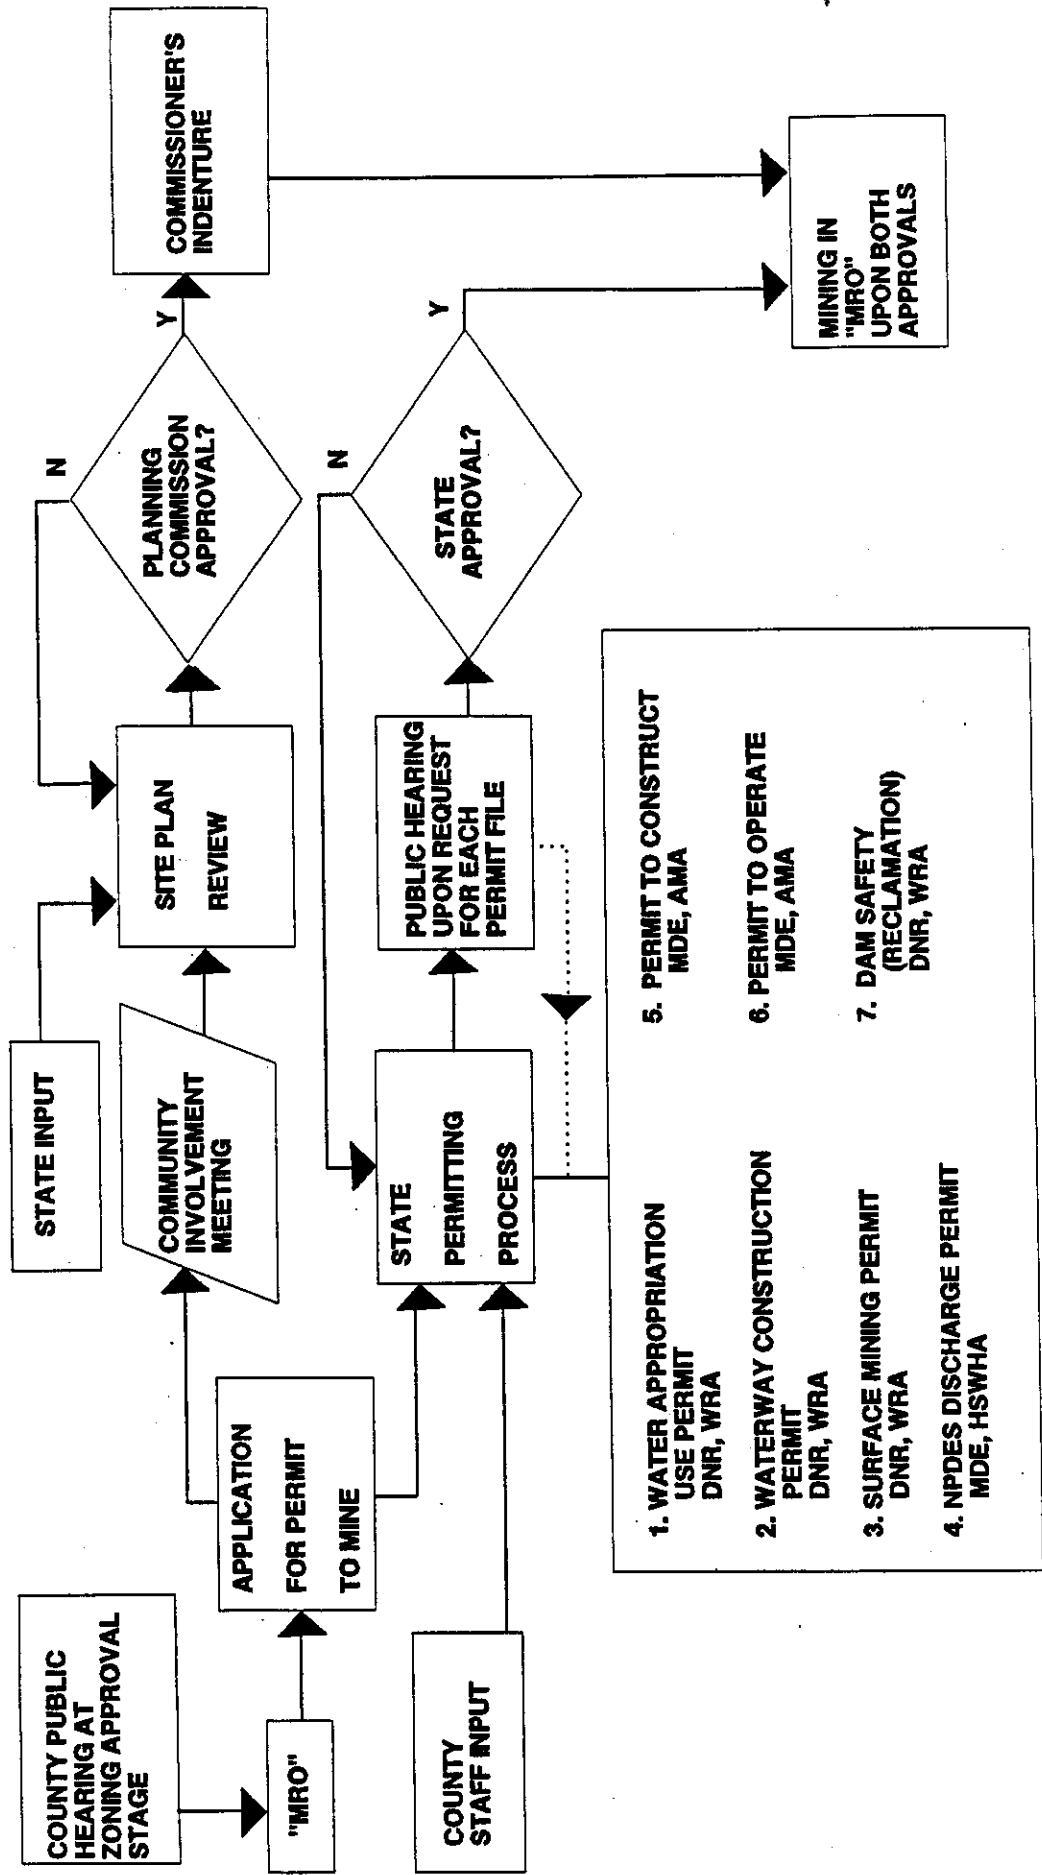 COUNTY PUBLIC
HEARING AT
ZONING APPROVAL
STAGE
"MRO"
APPLICATION
FOR PERMIT
TO MINE
COUNTY
STAFF INPUT
STATE INPUT
COMMUNITY
INVOLVEMENT
MEETING
SITE PLAN
REVIEW
PLANNING
COMMISSION
APPROVAL?
N
Y
COMMISSIONER'S
INDENTURE
STATE
PERMITTING
PROCESS
PUBLIC HEARING
UPON REQUEST
FOR EACH
PERMIT FILE
STATE
APPROVAL?
N
Y
MINING IN
"MRO"
UPON BOTH
APPROVALS
1. WATER APPROPRIATION
USE PERMIT
DNR, WRA
2. WATERWAY CONSTRUCTION
PERMIT
DNR, WRA
3. SURFACE MINING PERMIT
DNR, WRA
4. NPDES DISCHARGE PERMIT
MDE, HSWHA
5. PERMIT TO CONSTRUCT
MDE, AMA
6. PERMIT TO OPERATE
MDE, AMA
7. DAM SAFETY
(RECLAMATION)
DNR, WRA